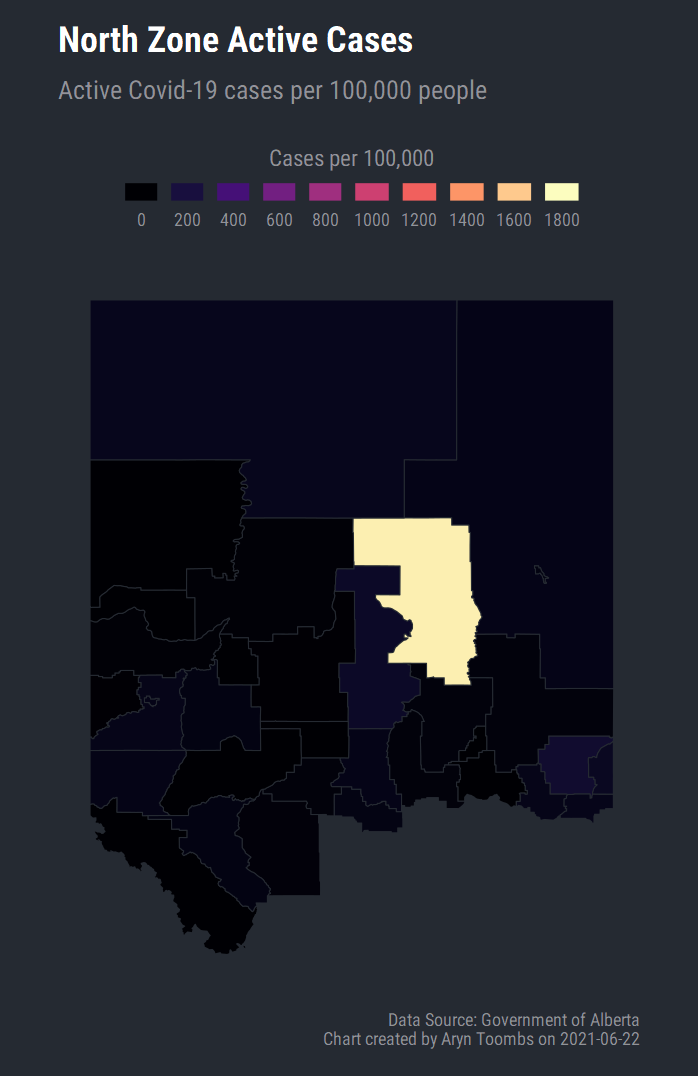 North Zone Active Cases
Active Covid-19 cases per 100,000 people
Cases per 100,000
0 200 400 600 800 1000 1200 1400 1600 1800
Data Source: Government of Alberta
Chart created by Aryn Toombs on 2021-06-22